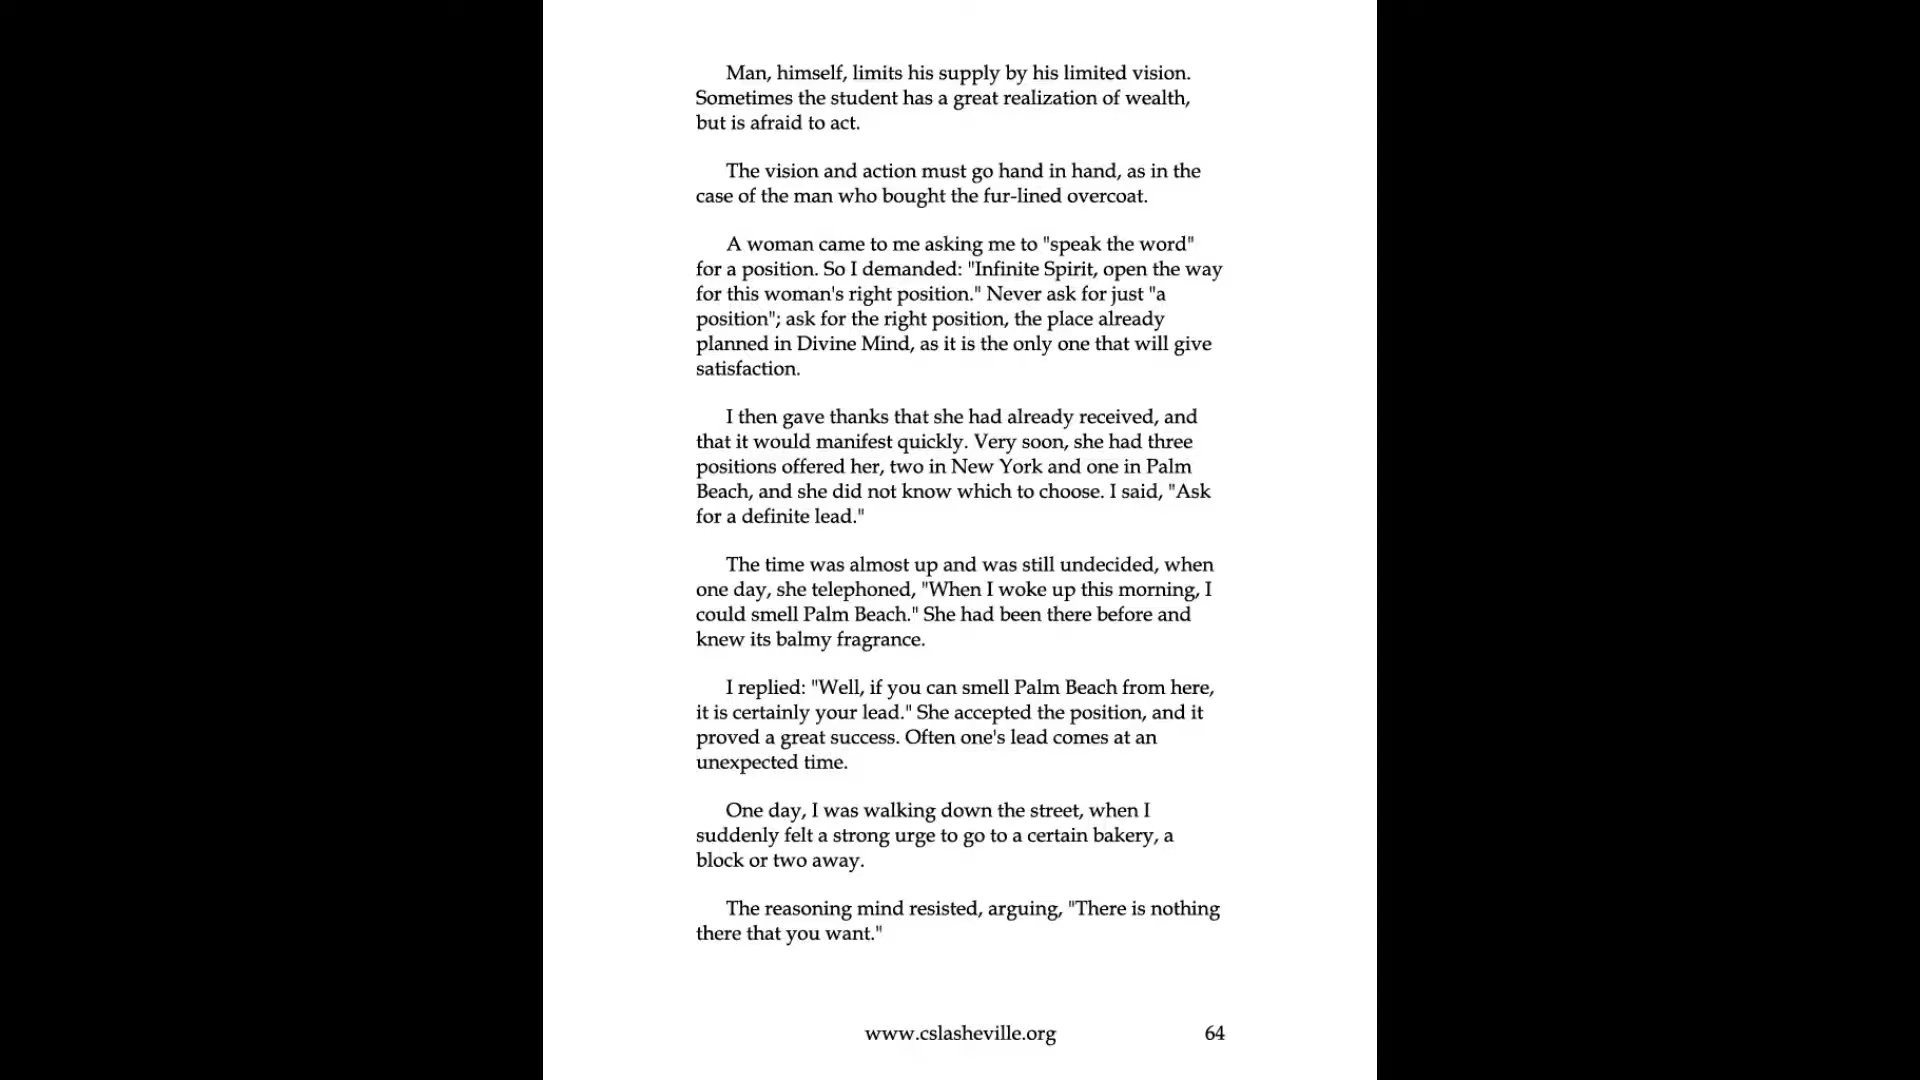 Man, himself, limits his supply by his limited vision.
Sometimes the student has a great realization of wealth,
but is afraid to act.
The vision and action must go hand in hand, as in the
case of the man who bought the fur-lined overcoat.
A woman came to me asking me to "speak the word"
for a position. So I demanded: "Infinite Spirit, open the way
for this woman's right position." Never ask for just "a
position"; ask for the right position, the place already
planned in Divine Mind, as it is the only one that will give
satisfaction.
I then gave thanks that she had already received, and
that it would manifest quickly. Very soon, she had three
positions offered her, two in New York and one in Palm
Beach, and she did not know which to choose. I said, "Ask
for a definite lead."
The time was almost up and was still undecided, when
one day, she telephoned, "When I woke up this morning, I
could smell Palm Beach." She had been there before and
knew its balmy fragrance.
I replied: "Well, if you can smell Palm Beach from here,
it is certainly your lead." She accepted the position, and it
proved a great success. Often one's lead comes at an
unexpected time.
One day, I was walking down the street, when I
suddenly felt a strong urge to go to a certain bakery, a
block or two away.
The reasoning mind resisted, arguing, "There is nothing
there that you want."
www.cslasheville.org 64